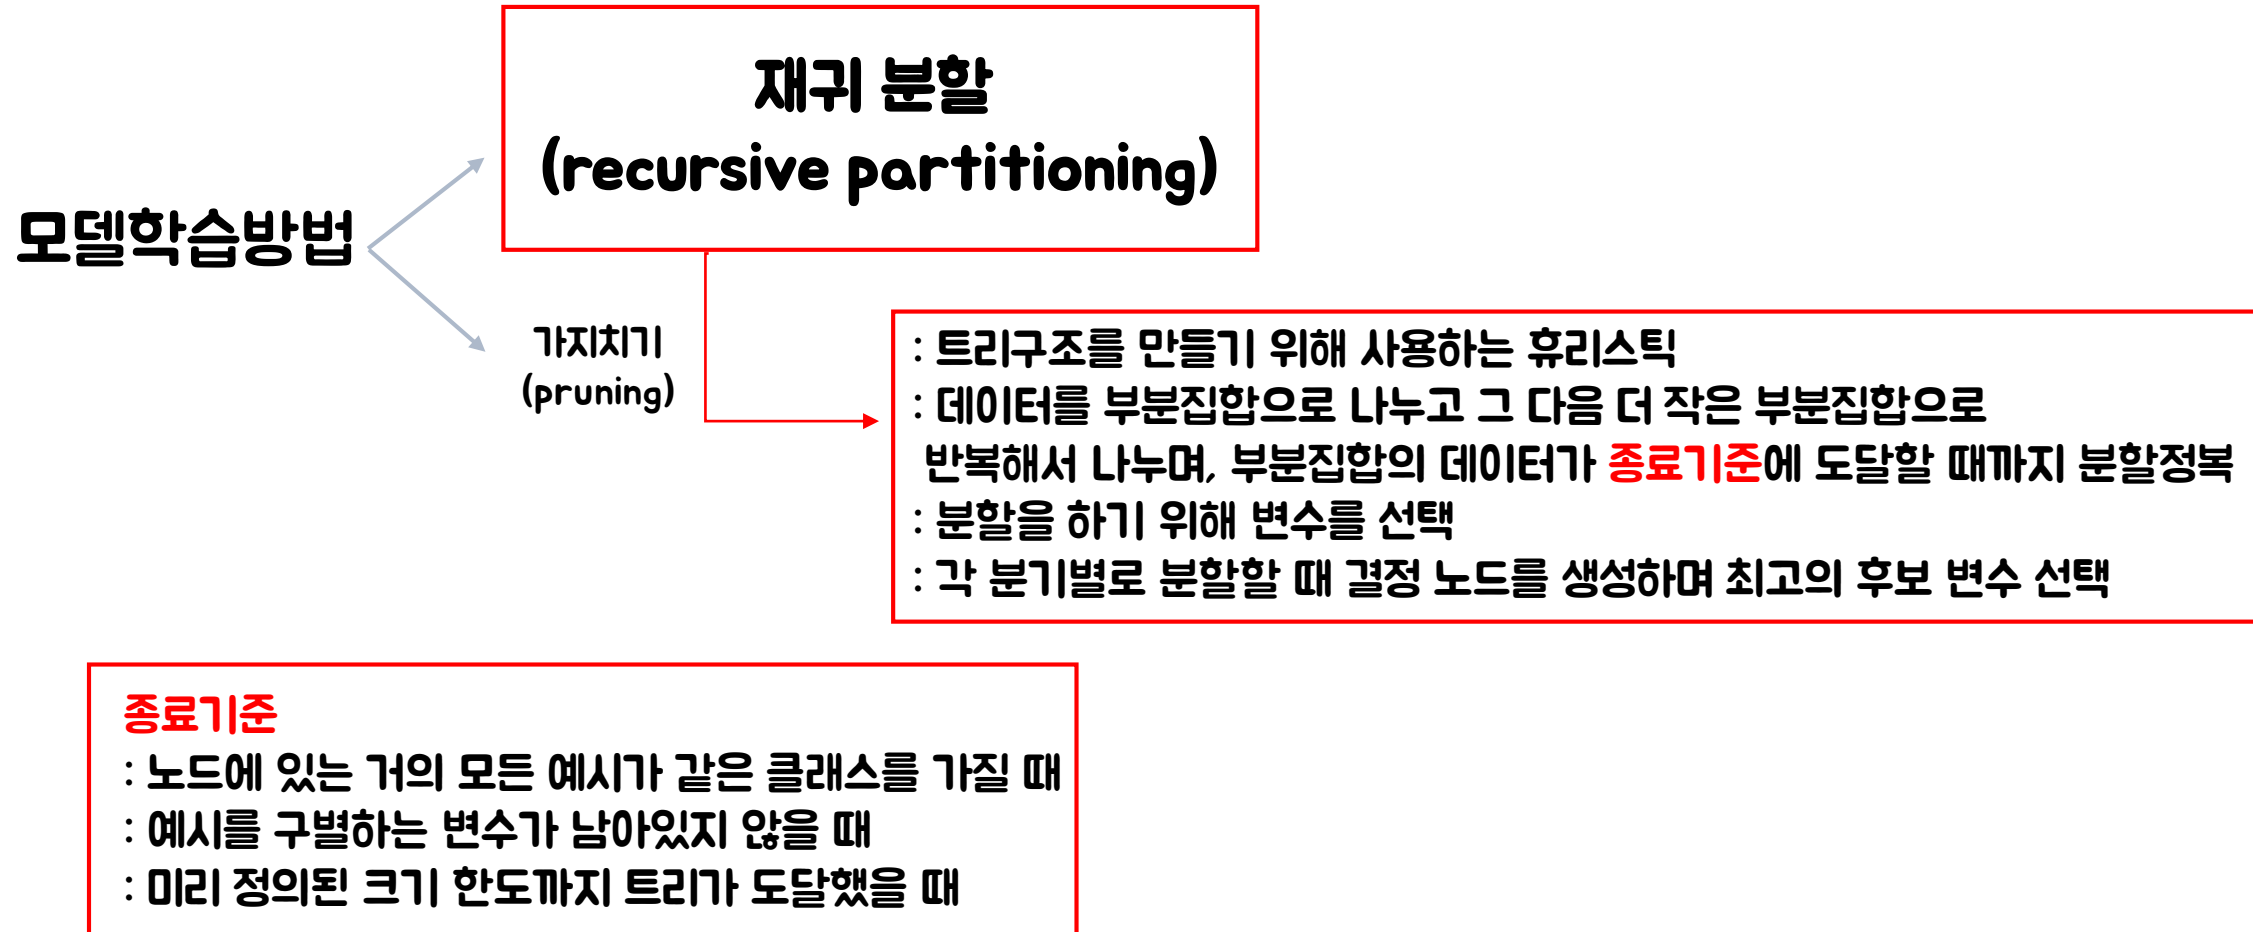 재귀 분할
(recursive partitioning)
모델학습방법
가지치기
(pruning)
: 트리구조를 만들기 위해 사용하는 휴리스틱
: 데이터를 부분집합으로 나누고 그 다음 더 작은 부분집합으로
반복해서 나누며, 부분집합의 데이터가 종료기준에 도달할 때까지 분할정복
: 분할을 하기 위해 변수를 선택
: 각 분기별로 분할할 때 결정 노드를 생성하며 최고의 후보 변수 선택
종료기준
: 노드에 있는 거의 모든 예시가 같은 클래스를 가질 때
: 예시를 구별하는 변수가 남아있지 않을 때
: 미리 정의된 크기 한도까지 트리가 도달했을 때